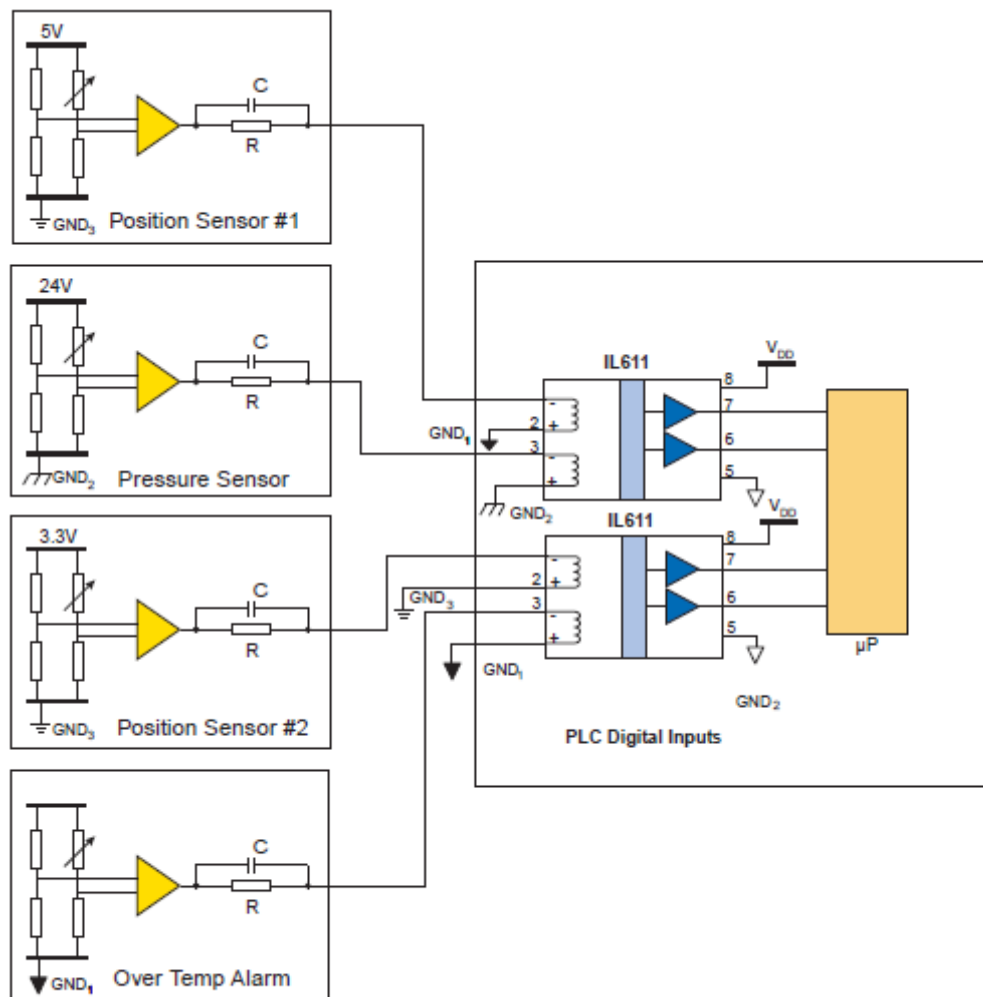 5V
C
R
GND₃
Position Sensor #1
24V
C
R
GND₂
Pressure Sensor
3.3V
C
R
GND₃
Position Sensor #2
C
R
GND₁
Over Temp Alarm
IL611
V_DD
8
-
7
2
+
GND₁
3
-
6
+
5
GND₂
IL611
V_DD
8
-
7
2
+
GND₃
3
-
6
+
5
GND₁
GND₂
µP
PLC Digital Inputs